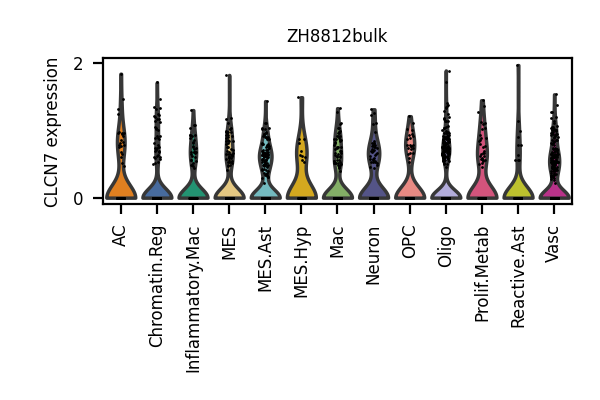 ZH8812bulk
CLCN7 expression
2
0
AC
Chromatin.Reg
Inflammatory.Mac
MES
MES.Ast
MES.Hyp
Mac
Neuron
OPC
Oligo
Prolif.Metab
Reactive.Ast
Vasc